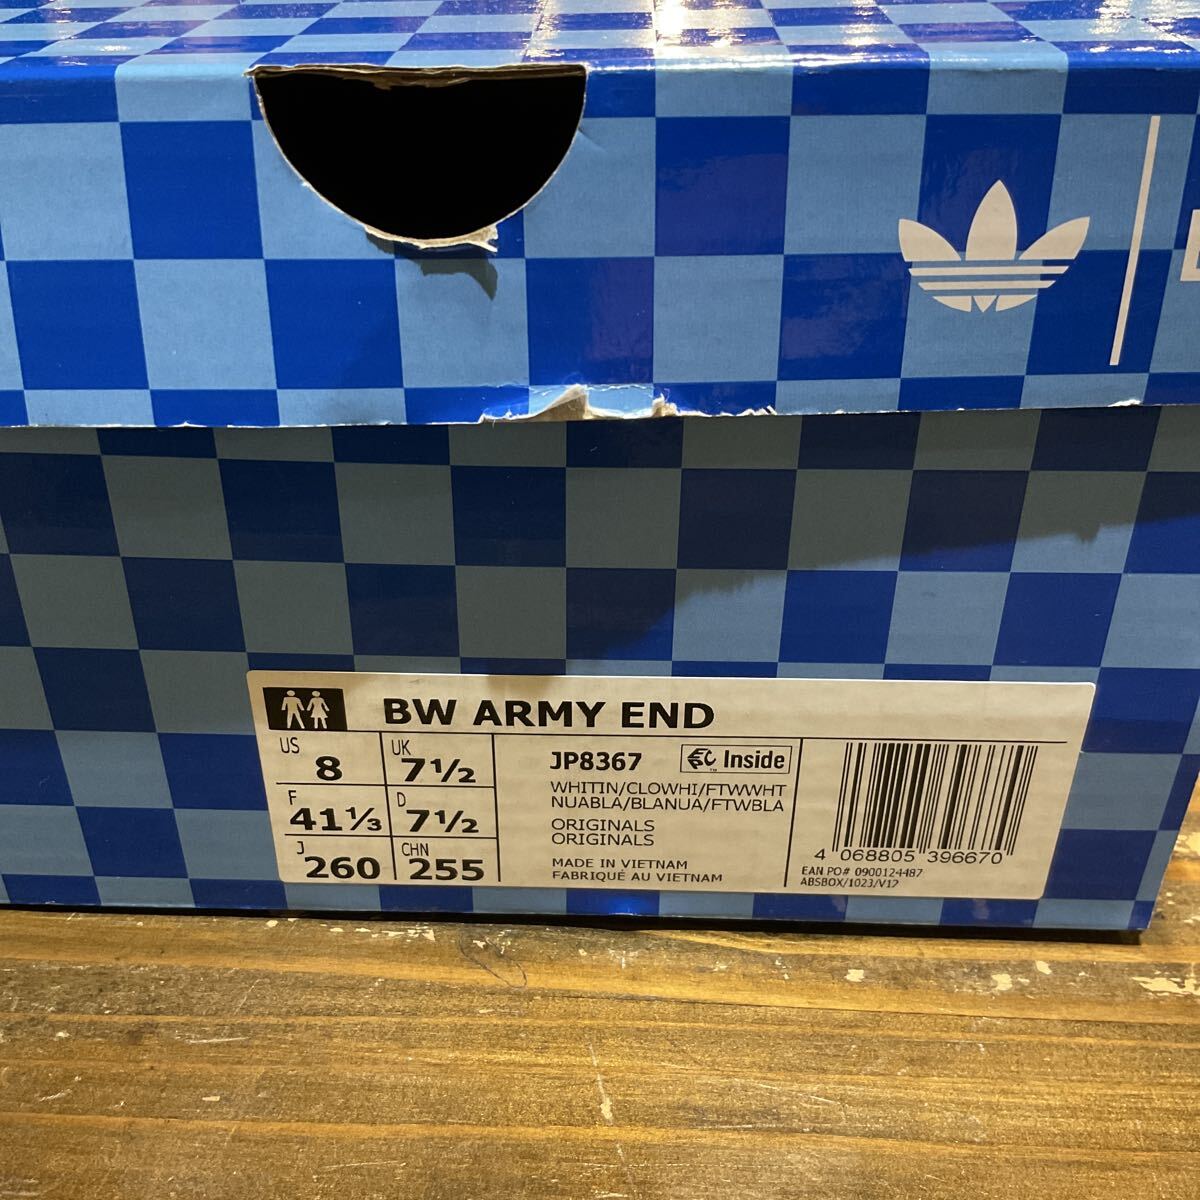 BW ARMY END
US 8
UK 7½
F 41⅓
D 7½
J 260
CHN 255
JP8367
Inside
WHITIN/CLOWHI/FTWWHT
NUABLA/BLANUA/FTWBLA
ORIGINALS
ORIGINALS
MADE IN VIETNAM
FABRIQUÉ AU VIETNAM
4 068805 396670
EAN PO# 0900124487
ABSBOX/1023/V12